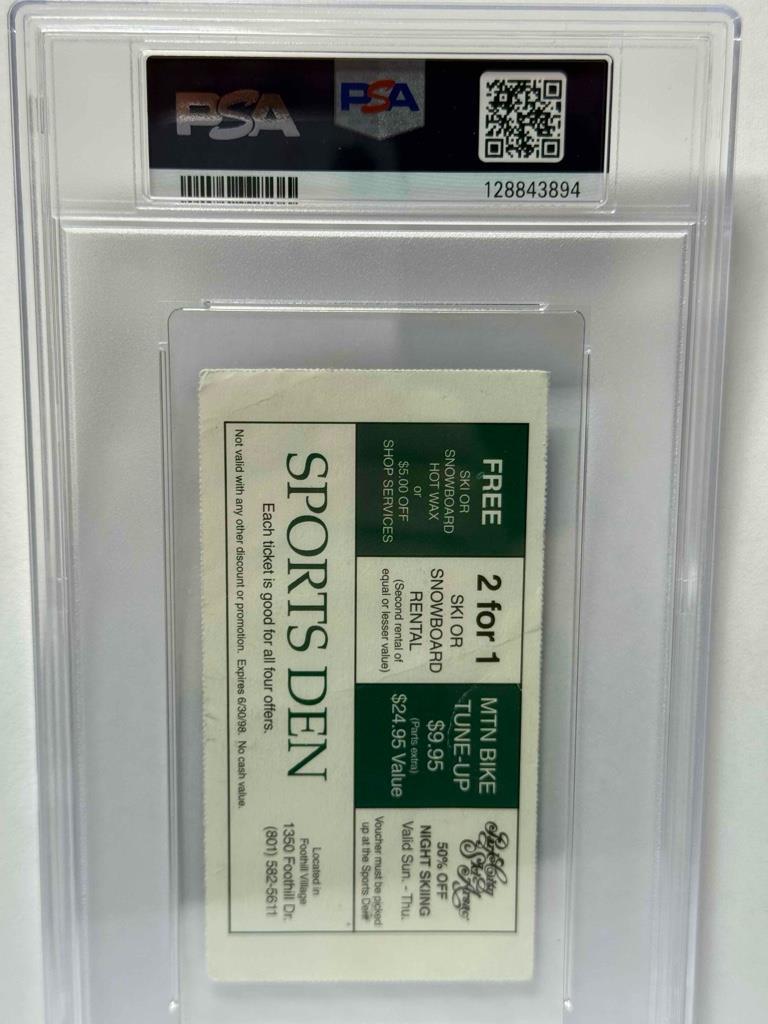 PSA
PSA
128843894
FREE
SKI OR
SNOWBOARD
HOT WAX
or
$5.00 OFF
SHOP SERVICES
2 for 1
SKI OR
SNOWBOARD
RENTAL
(Second rental of
equal or lesser value)
MTN BIKE
TUNE-UP
$9.95
(Parts extra)
$24.95 Value
Park City
Ski Area
50% OFF
NIGHT SKIING
Valid Sun. - Thu.
Voucher must be picked
up at the Sports Den.
SPORTS DEN
Each ticket is good for all four offers.
Located in
Foothill Village
1350 Foothill Dr.
(801) 582-5611
Not valid with any other discount or promotion. Expires 6/30/98. No cash value.